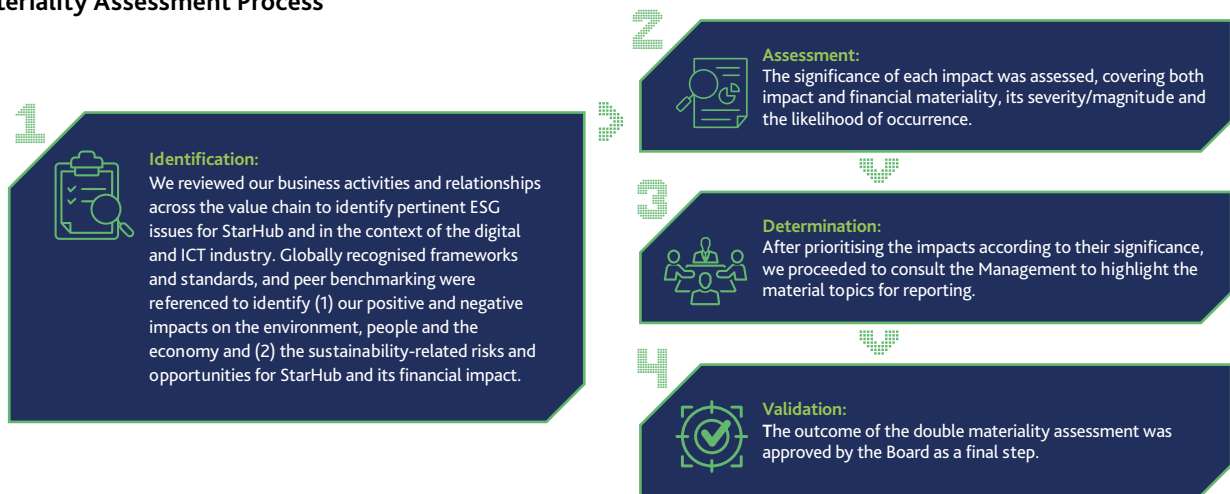 teriality Assessment Process
1
Identification:
We reviewed our business activities and relationships
across the value chain to identify pertinent ESG
issues for StarHub and in the context of the digital
and ICT industry. Globally recognised frameworks
and standards, and peer benchmarking were
referenced to identify (1) our positive and negative
impacts on the environment, people and the
economy and (2) the sustainability-related risks and
opportunities for StarHub and its financial impact.
2
Assessment:
The significance of each impact was assessed, covering both
impact and financial materiality, its severity/magnitude and
the likelihood of occurrence.
3
Determination:
After prioritising the impacts according to their significance,
we proceeded to consult the Management to highlight the
material topics for reporting.
4
Validation:
The outcome of the double materiality assessment was
approved by the Board as a final step.